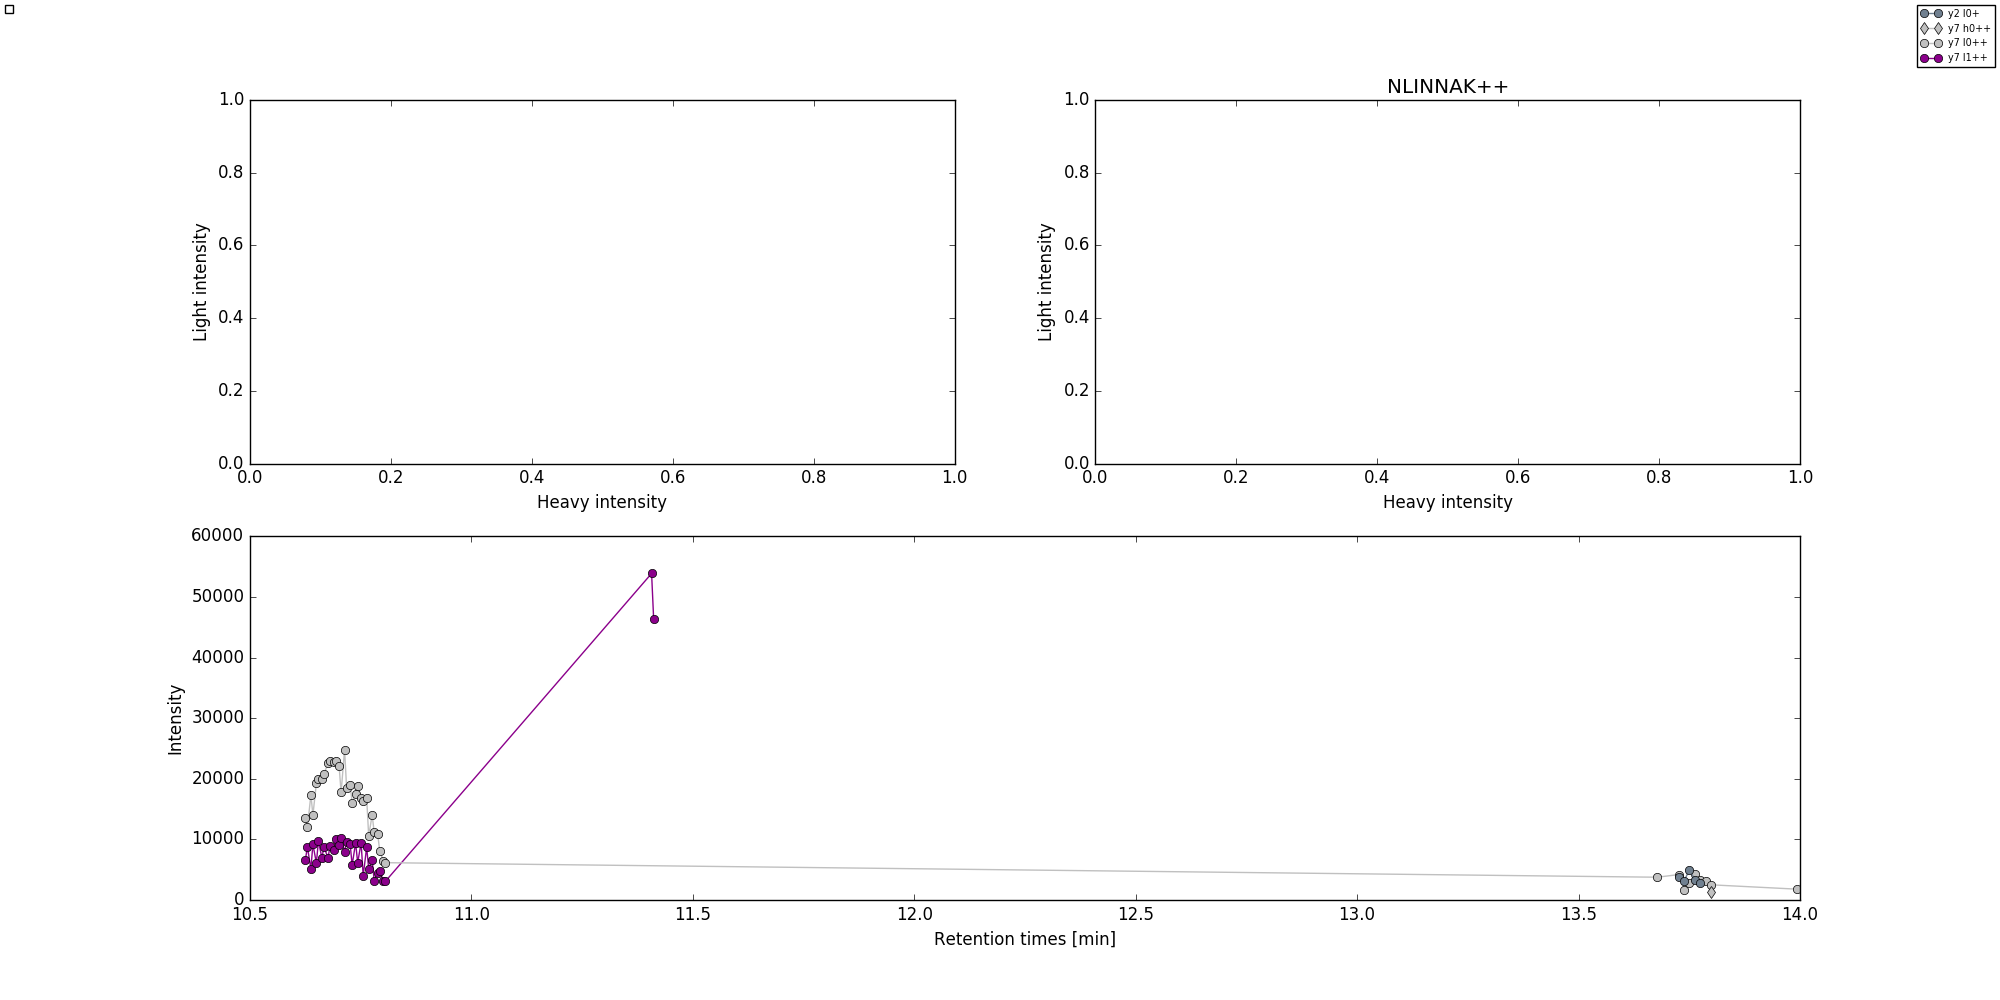 y2 l0+
y7 h0++
y7 l0++
y7 l1++
NLINNAK++
1.0
0.8
0.6
0.4
0.2
0.0
Light intensity
0.0 0.2 0.4 0.6 0.8 1.0
Heavy intensity
1.0
0.8
0.6
0.4
0.2
0.0
Light intensity
0.0 0.2 0.4 0.6 0.8 1.0
Heavy intensity
60000
50000
40000
30000
20000
10000
0
Intensity
10.5 11.0 11.5 12.0 12.5 13.0 13.5 14.0
Retention times [min]